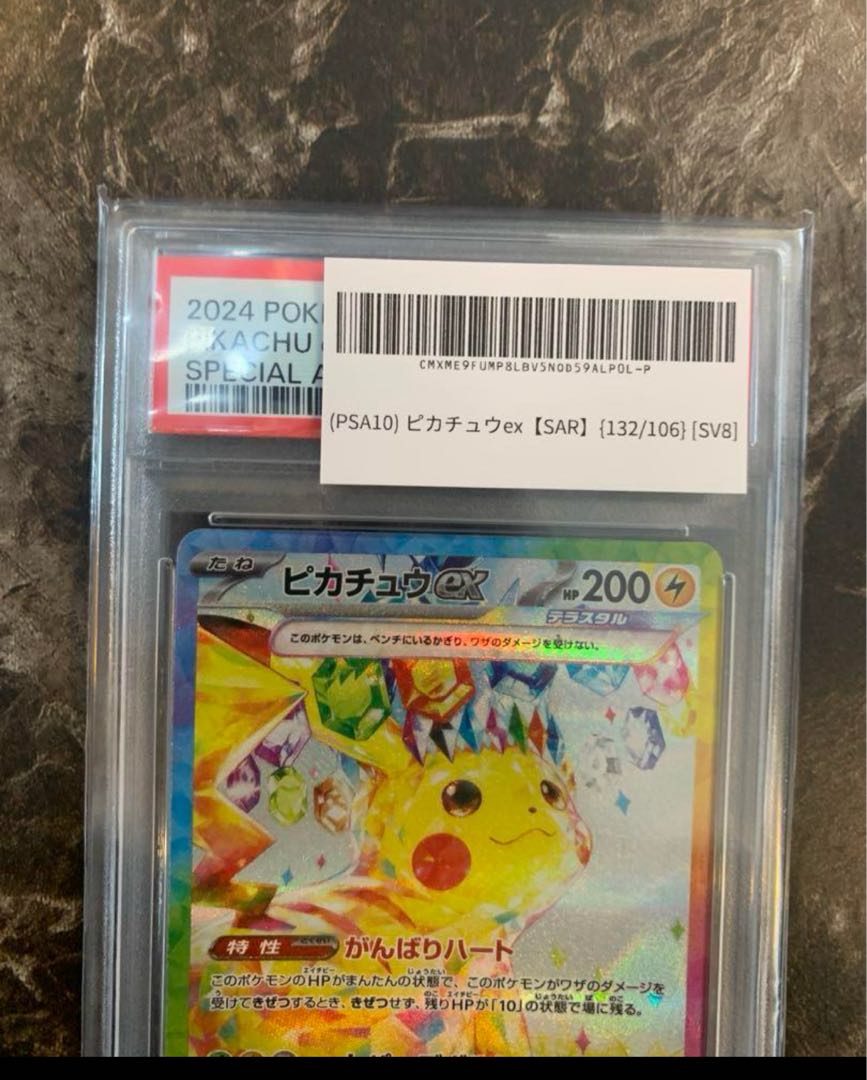 2024 POK
PIKACHU
SPECIAL A
CMXME9FUMP8LBV5NOD59ALPOL-P
(PSA10) ピカチュウex【SAR】{132/106} [SV8]
たね
ピカチュウex
HP 200
テラスタル
このポケモンは、ベンチにいるかぎり、ワザのダメージを受けない。
特性
がんばりハート
このポケモンのHPがまんたんの状態で、このポケモンがワザのダメージを
受けてきぜつするとき、きぜつせず、残りHPが「10」の状態で場に残る。